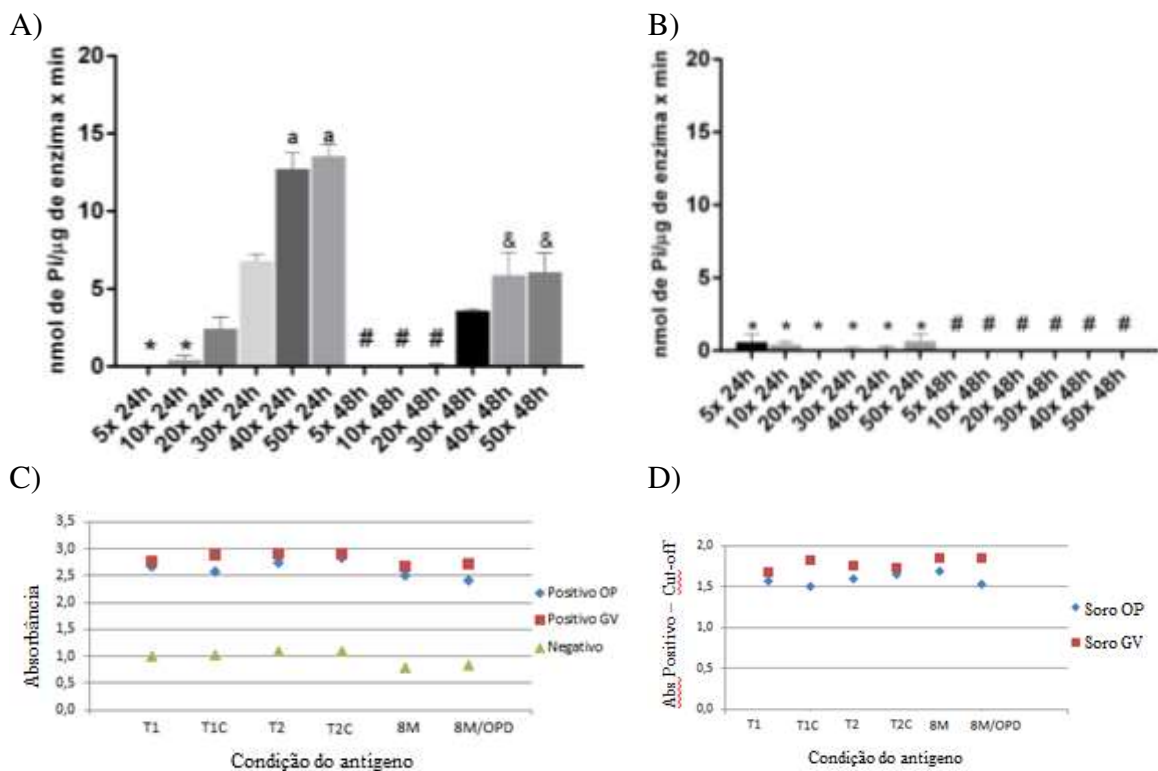 A)
nmol de Pi/µg de enzima x min
20
15
10
5
0
* * a a # # # & &
5x 24h
10x 24h
20x 24h
30x 24h
40x 24h
50x 24h
5x 48h
10x 48h
20x 48h
30x 48h
40x 48h
50x 48h
B)
nmol de Pi/µg de enzima x min
20
15
10
5
0
* * * * * * # # # # # #
5x 24h
10x 24h
20x 24h
30x 24h
40x 24h
50x 24h
5x 48h
10x 48h
20x 48h
30x 48h
40x 48h
50x 48h
C)
Absorbância
3,5
3,0
2,5
2,0
1,5
1,0
0,5
0,0
T1 T1C T2 T2C 8M 8M/OPD
Condição do antígeno
Positivo OP
Positivo GV
Negativo
D)
Abs Positivo – Cut-off
2,0
1,5
1,0
0,5
0,0
T1 T1C T2 T2C 8M 8M/OPD
Condição do antígeno
Soro OP
Soro GV